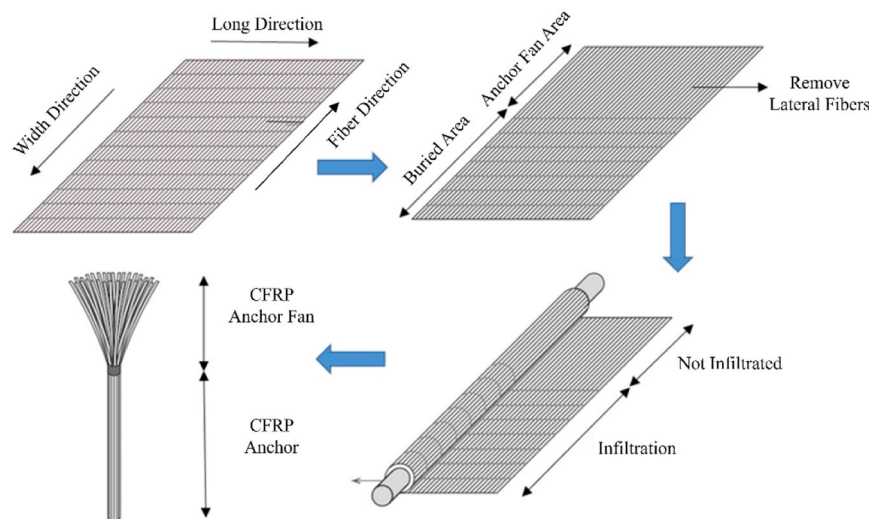 Long Direction
Width Direction
Fiber Direction
Anchor Fan Area
Buried Area
Remove
Lateral Fibers
CFRP
Anchor Fan
CFRP
Anchor
Not Infiltrated
Infiltration